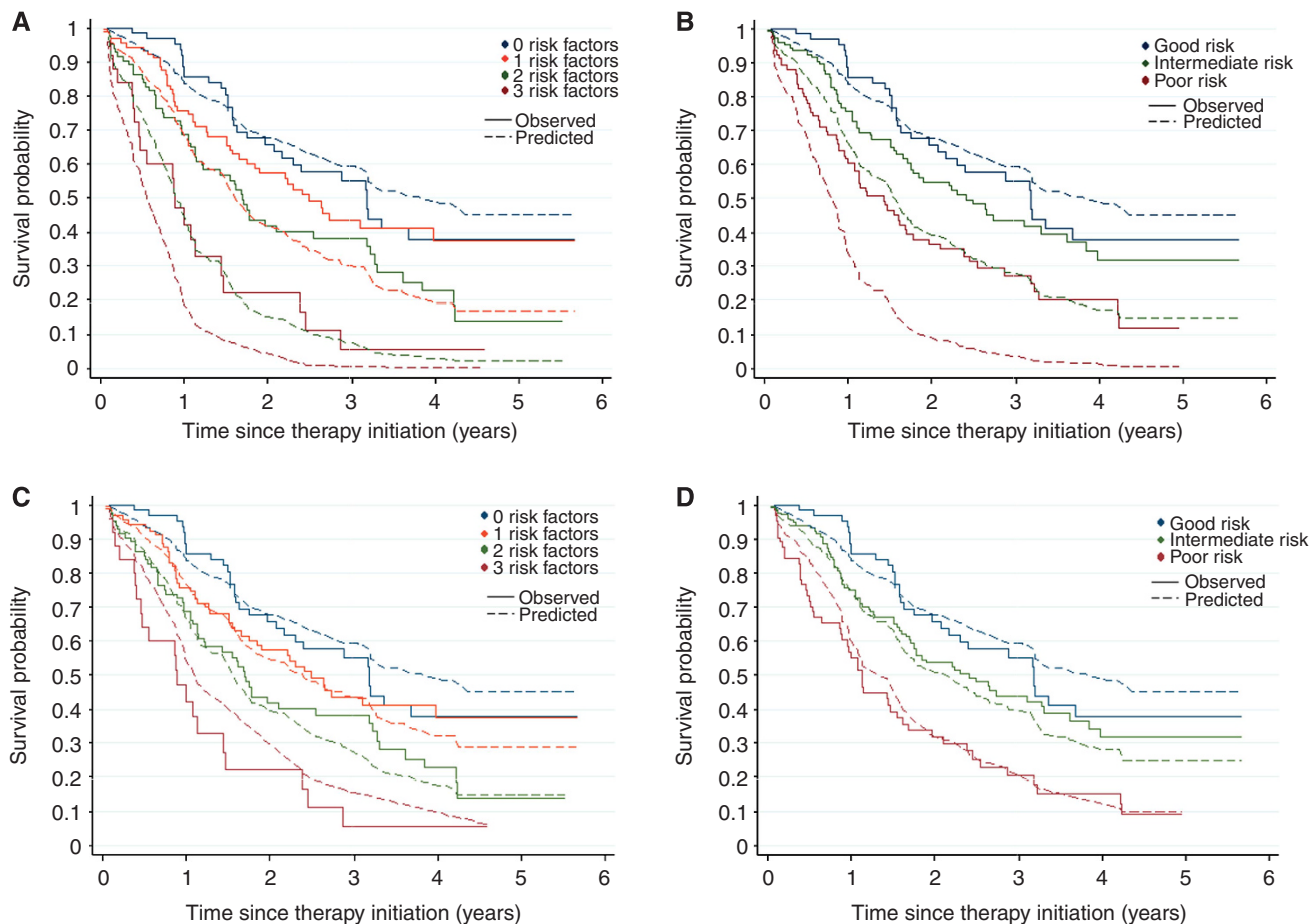 A
Survival probability
1
0.9
0.8
0.7
0.6
0.5
0.4
0.3
0.2
0.1
0
0 risk factors
1 risk factors
2 risk factors
3 risk factors
Observed
Predicted
0 1 2 3 4 5 6
Time since therapy initiation (years)
B
Survival probability
1
0.9
0.8
0.7
0.6
0.5
0.4
0.3
0.2
0.1
0
Good risk
Intermediate risk
Poor risk
Observed
Predicted
0 1 2 3 4 5 6
Time since therapy initiation (years)
C
Survival probability
1
0.9
0.8
0.7
0.6
0.5
0.4
0.3
0.2
0.1
0
0 risk factors
1 risk factors
2 risk factors
3 risk factors
Observed
Predicted
0 1 2 3 4 5 6
Time since therapy initiation (years)
D
Survival probability
1
0.9
0.8
0.7
0.6
0.5
0.4
0.3
0.2
0.1
0
Good risk
Intermediate risk
Poor risk
Observed
Predicted
0 1 2 3 4 5 6
Time since therapy initiation (years)